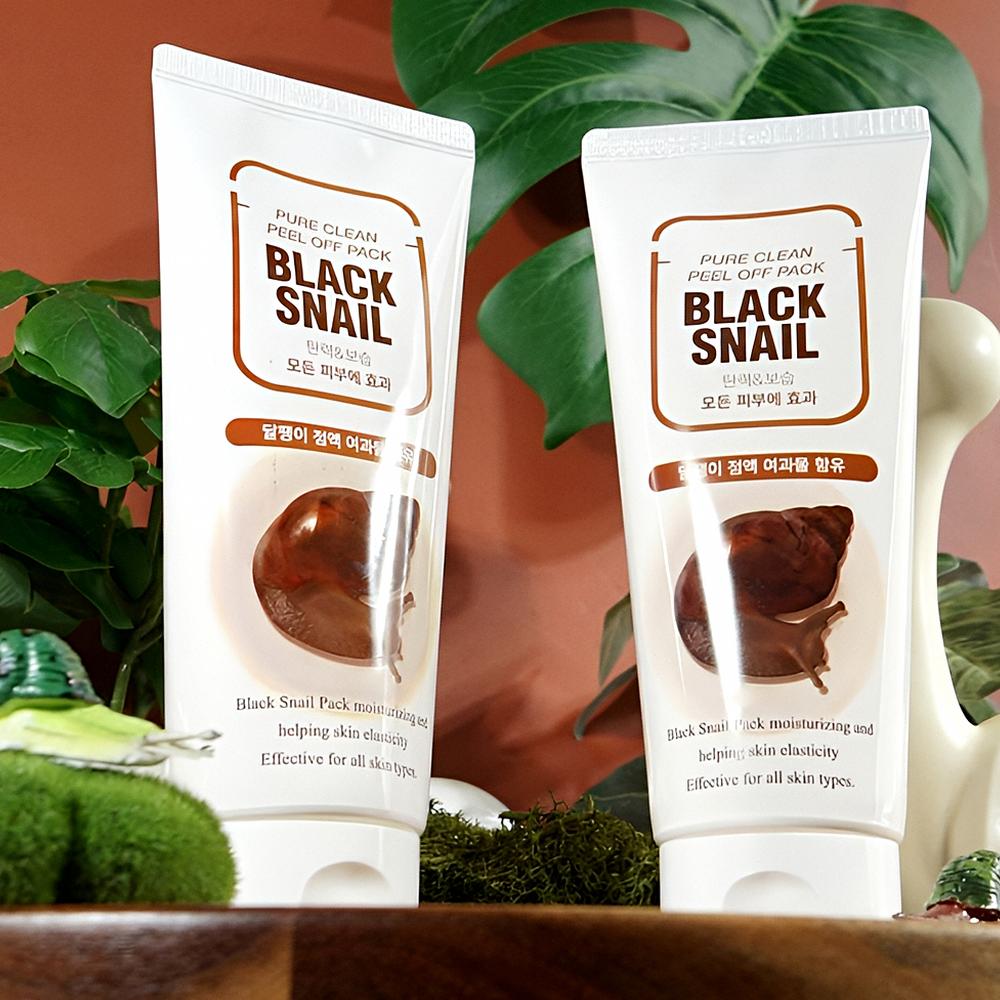 PURE CLEAN
PEEL OFF PACK
BLACK
SNAIL
탄력&보습
모든 피부에 효과
달팽이 점액 여과물
Black Snail Pack moisturizing and
helping skin elasticity
Effective for all skin types.
PURE CLEAN
PEEL OFF PACK
BLACK
SNAIL
탄력&보습
모든 피부에 효과
달팽이 점액 여과물 함유
Black Snail Pack moisturizing and
helping skin elasticity
Effective for all skin types.